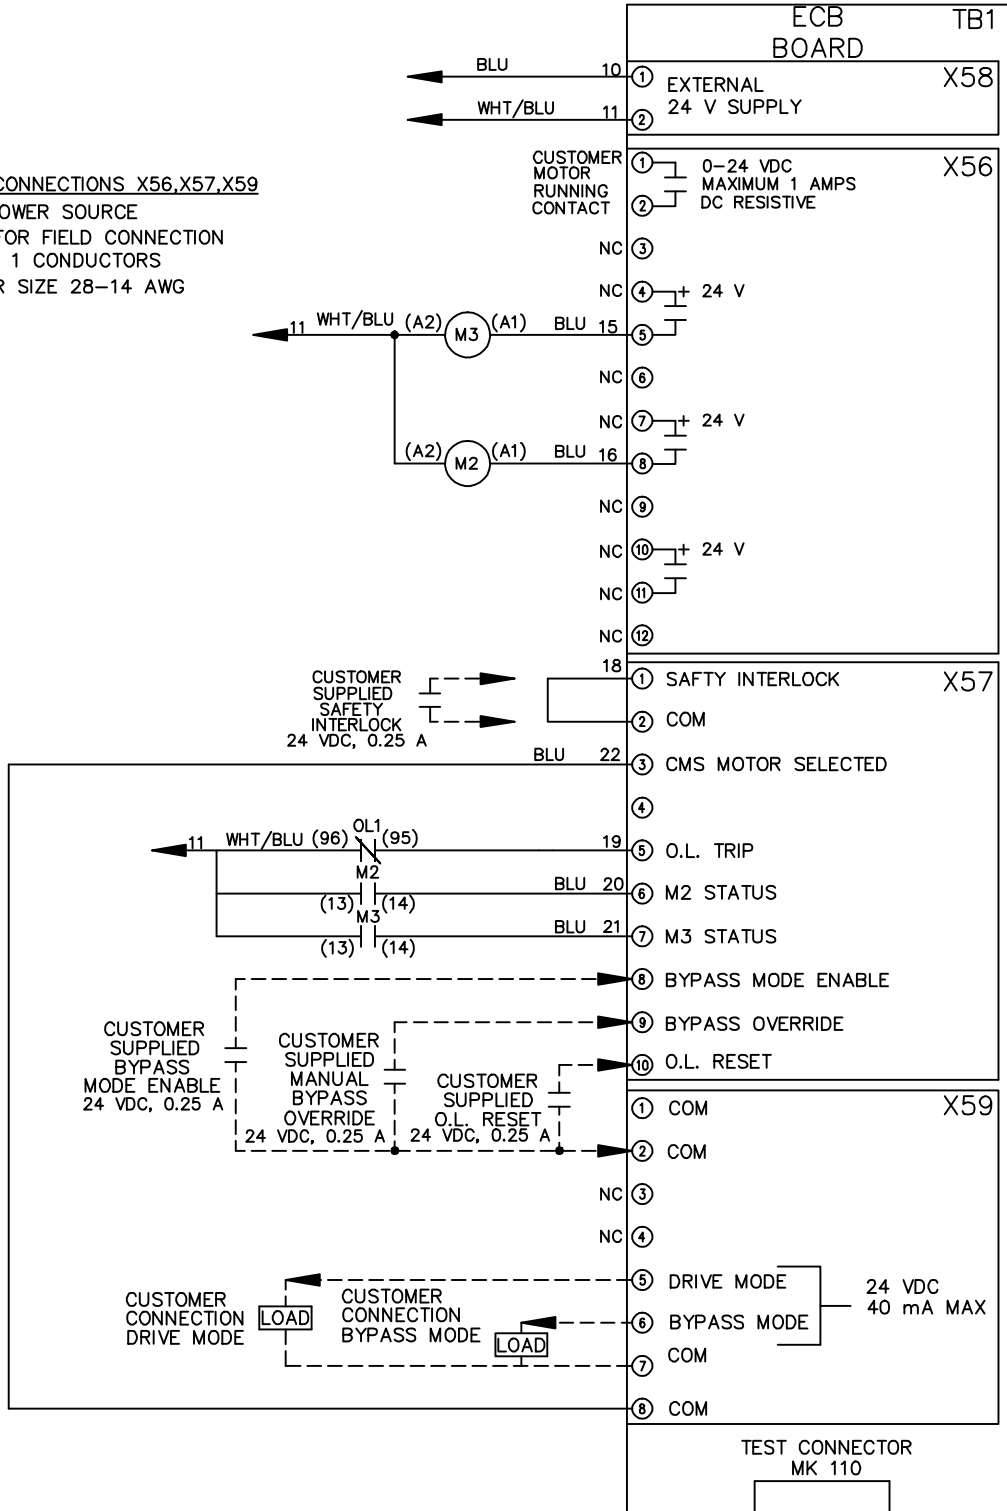 ECB
BOARD
TB1
BLU
10
1
EXTERNAL
24 V SUPPLY
X58
WHT/BLU
11
2
CONNECTIONS X56,X57,X59
OWER SOURCE
FOR FIELD CONNECTION
1 CONDUCTORS
R SIZE 28-14 AWG
CUSTOMER
MOTOR
RUNNING
CONTACT
1
2
0-24 VDC
MAXIMUM 1 AMPS
DC RESISTIVE
X56
NC 3
NC 4 + 24 V
11 WHT/BLU (A2) M3 (A1) BLU 15 5
NC 6
NC 7 + 24 V
(A2) M2 (A1) BLU 16 8
NC 9
NC 10 + 24 V
NC 11
NC 12
CUSTOMER
SUPPLIED
SAFETY
INTERLOCK
24 VDC, 0.25 A
18 1 SAFTY INTERLOCK
X57
2 COM
BLU 22 3 CMS MOTOR SELECTED
4
11 WHT/BLU (96) OL1 (95) 19 5 O.L. TRIP
M2
(13) (14) BLU 20 6 M2 STATUS
M3
(13) (14) BLU 21 7 M3 STATUS
8 BYPASS MODE ENABLE
9 BYPASS OVERRIDE
10 O.L. RESET
CUSTOMER
SUPPLIED
BYPASS
MODE ENABLE
24 VDC, 0.25 A
CUSTOMER
SUPPLIED
MANUAL
BYPASS
OVERRIDE
24 VDC, 0.25 A
CUSTOMER
SUPPLIED
O.L. RESET
24 VDC, 0.25 A
1 COM
X59
2 COM
NC 3
NC 4
5 DRIVE MODE
6 BYPASS MODE
7 COM
8 COM
24 VDC
40 mA MAX
CUSTOMER
CONNECTION
DRIVE MODE
LOAD
CUSTOMER
CONNECTION
BYPASS MODE
LOAD
TEST CONNECTOR
MK 110